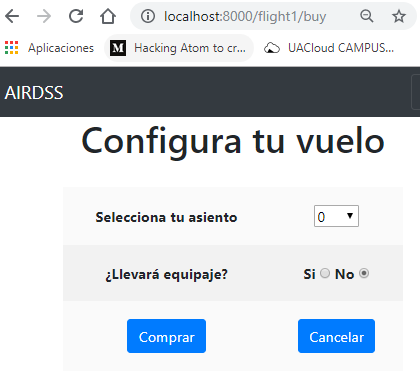 localhost:8000/flight1/buy
Aplicaciones Hacking Atom to cr... UACloud CAMPUS...
AIRDSS
Configura tu vuelo
Selecciona tu asiento 0
¿Llevará equipaje? Si No
Comprar Cancelar